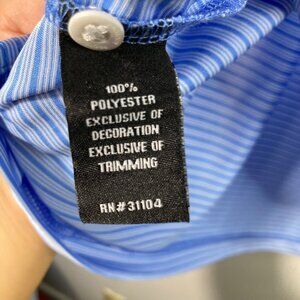 100%
POLYESTER
EXCLUSIVE OF
DECORATION
EXCLUSIVE OF
TRIMMING
RN# 31104